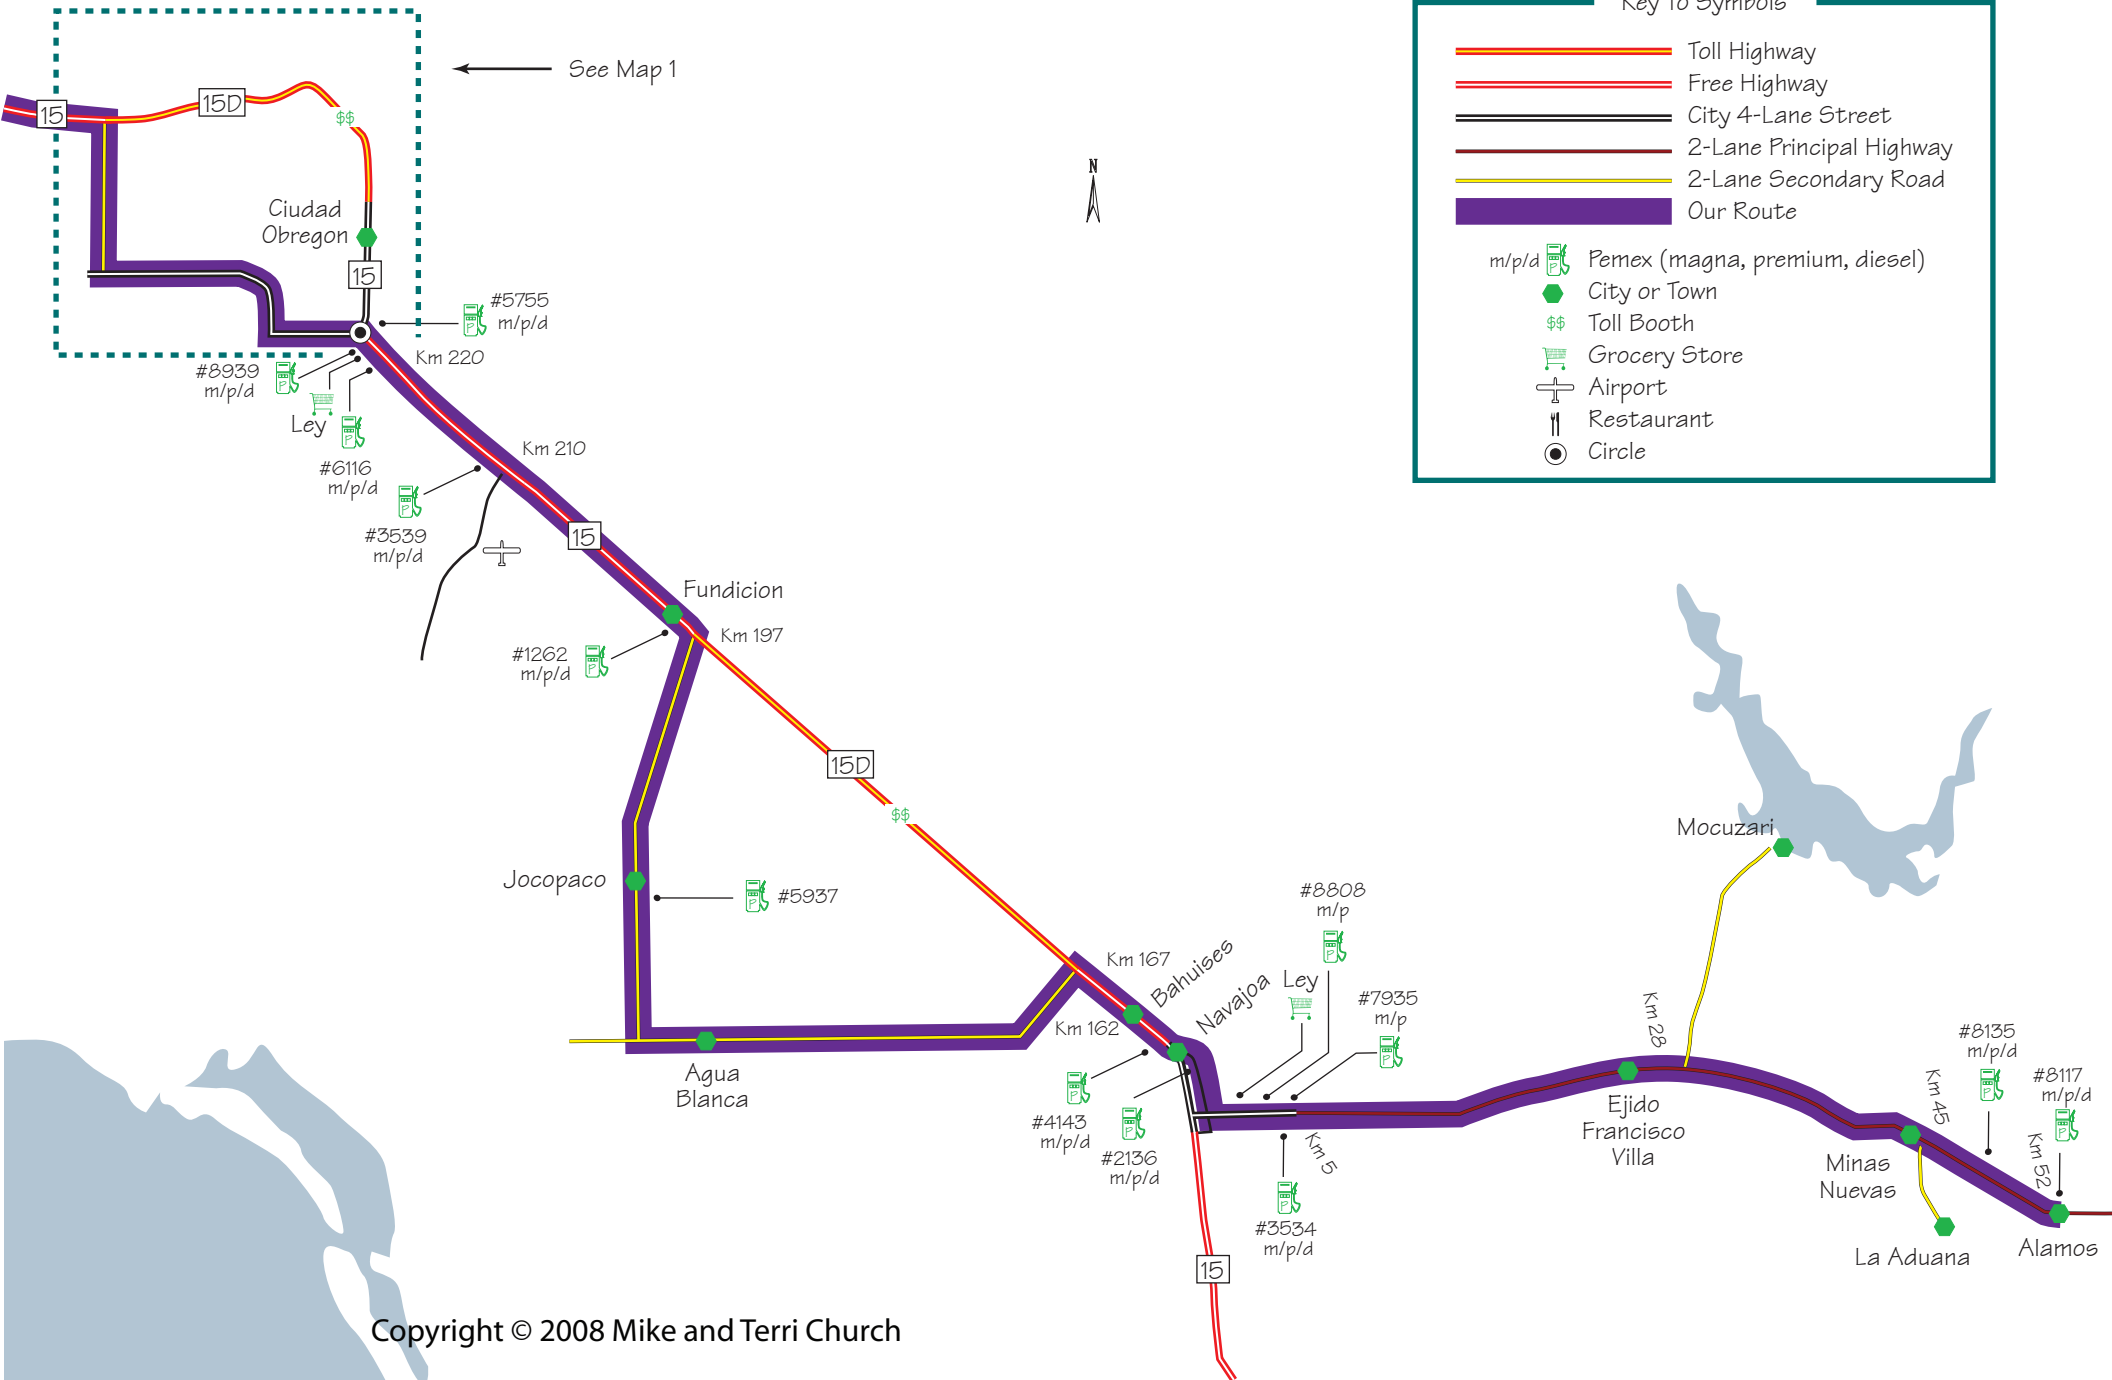 Key To Symbols
Toll Highway
Free Highway
City 4-Lane Street
2-Lane Principal Highway
2-Lane Secondary Road
Our Route
m/p/d Pemex (magna, premium, diesel)
City or Town
$$ Toll Booth
Grocery Store
Airport
Restaurant
Circle
See Map 1
15
15D
$$
N
Ciudad
Obregon
15
#5755
m/p/d
Km 220
#8939
m/p/d
Ley
#6116
m/p/d
Km 210
#3539
m/p/d
15
Fundicion
Km 197
#1262
m/p/d
15D
$$
Jocopaco
#5937
Mocuzari
#8808
m/p
Km 167
Bahuises
Navajoa
Ley
#7935
m/p
Km 162
Km 28
Agua
Blanca
#4143
m/p/d
#2136
m/p/d
Km 5
#3534
m/p/d
Ejido
Francisco
Villa
#8135
m/p/d
#8117
m/p/d
Km 45
Km 52
Minas
Nuevas
La Aduana
Alamos
15
Copyright © 2008 Mike and Terri Church